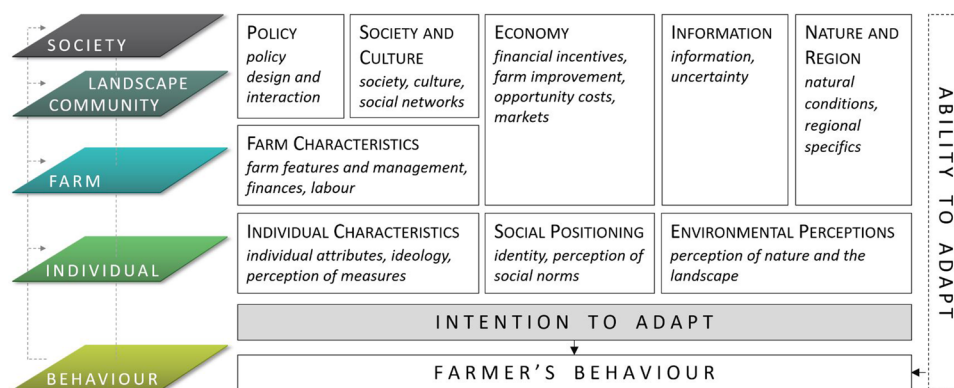 SOCIETY
LANDSCAPE
COMMUNITY
FARM
INDIVIDUAL
BEHAVIOUR
POLICY
policy
design and
interaction
SOCIETY AND
CULTURE
society, culture,
social networks
ECONOMY
financial incentives,
farm improvement,
opportunity costs,
markets
INFORMATION
information,
uncertainty
NATURE AND
REGION
natural
conditions,
regional
specifics
FARM CHARACTERISTICS
farm features and management,
finances, labour
INDIVIDUAL CHARACTERISTICS
individual attributes, ideology,
perception of measures
SOCIAL POSITIONING
identity, perception of
social norms
ENVIRONMENTAL PERCEPTIONS
perception of nature and the
landscape
INTENTION TO ADAPT
FARMER'S BEHAVIOUR
ABILITY TO ADAPT